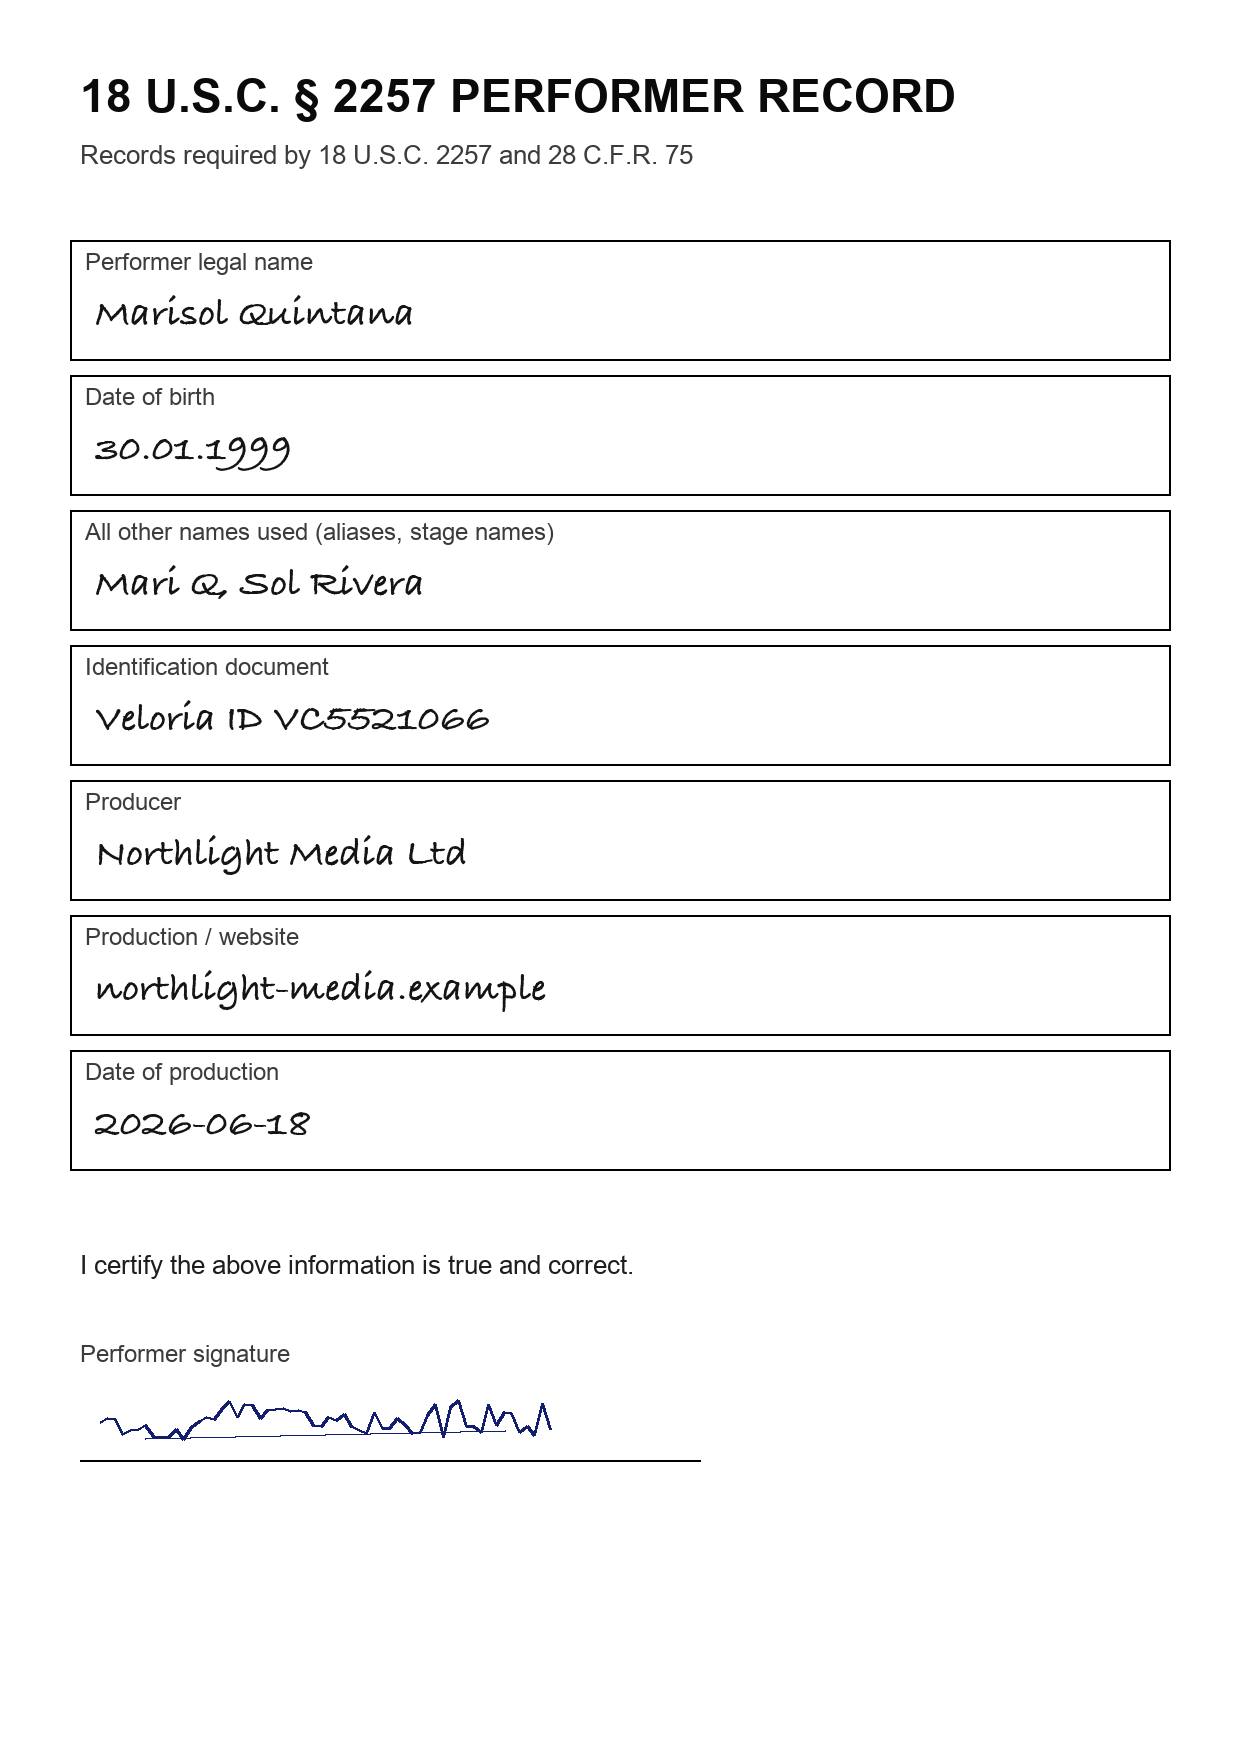 18 U.S.C. § 2257 PERFORMER RECORD
Records required by 18 U.S.C. 2257 and 28 C.F.R. 75
Performer legal name
Marisol Quintana
Date of birth
30.01.1999
All other names used (aliases, stage names)
Mari Q, Sol Rivera
Identification document
Veloria ID VC5521066
Producer
Northlight Media Ltd
Production / website
northlight-media.example
Date of production
2026-06-18
I certify the above information is true and correct.
Performer signature